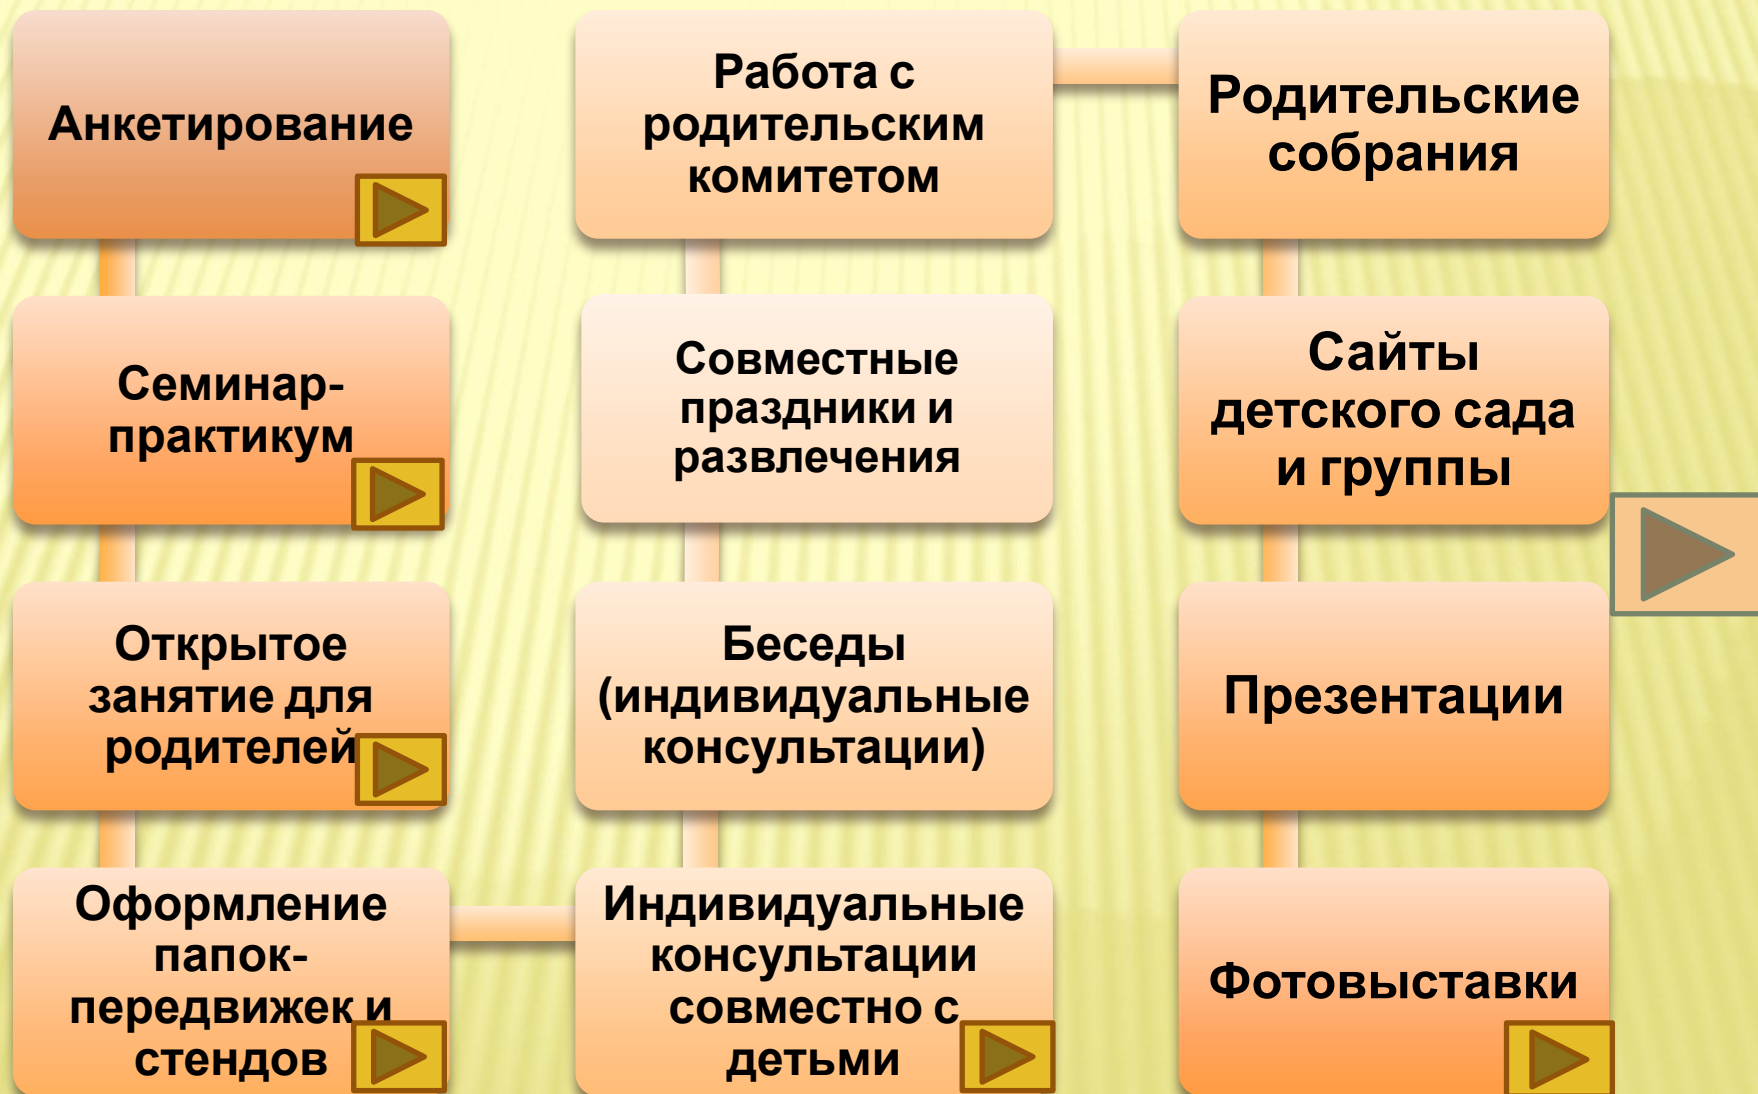 Анкетирование
Семинар-
практикум
Открытое
занятие для
родителей
Оформление
папок-
передвижек и
стендов
Индивидуальные
консультации
совместно с
детьми
Беседы
(индивидуальные
консультации)
Совместные
праздники и
развлечения
Работа с
родительским
комитетом
Родительские
собрания
Сайты
детского сада
и группы
Презентации
Фотовыставки